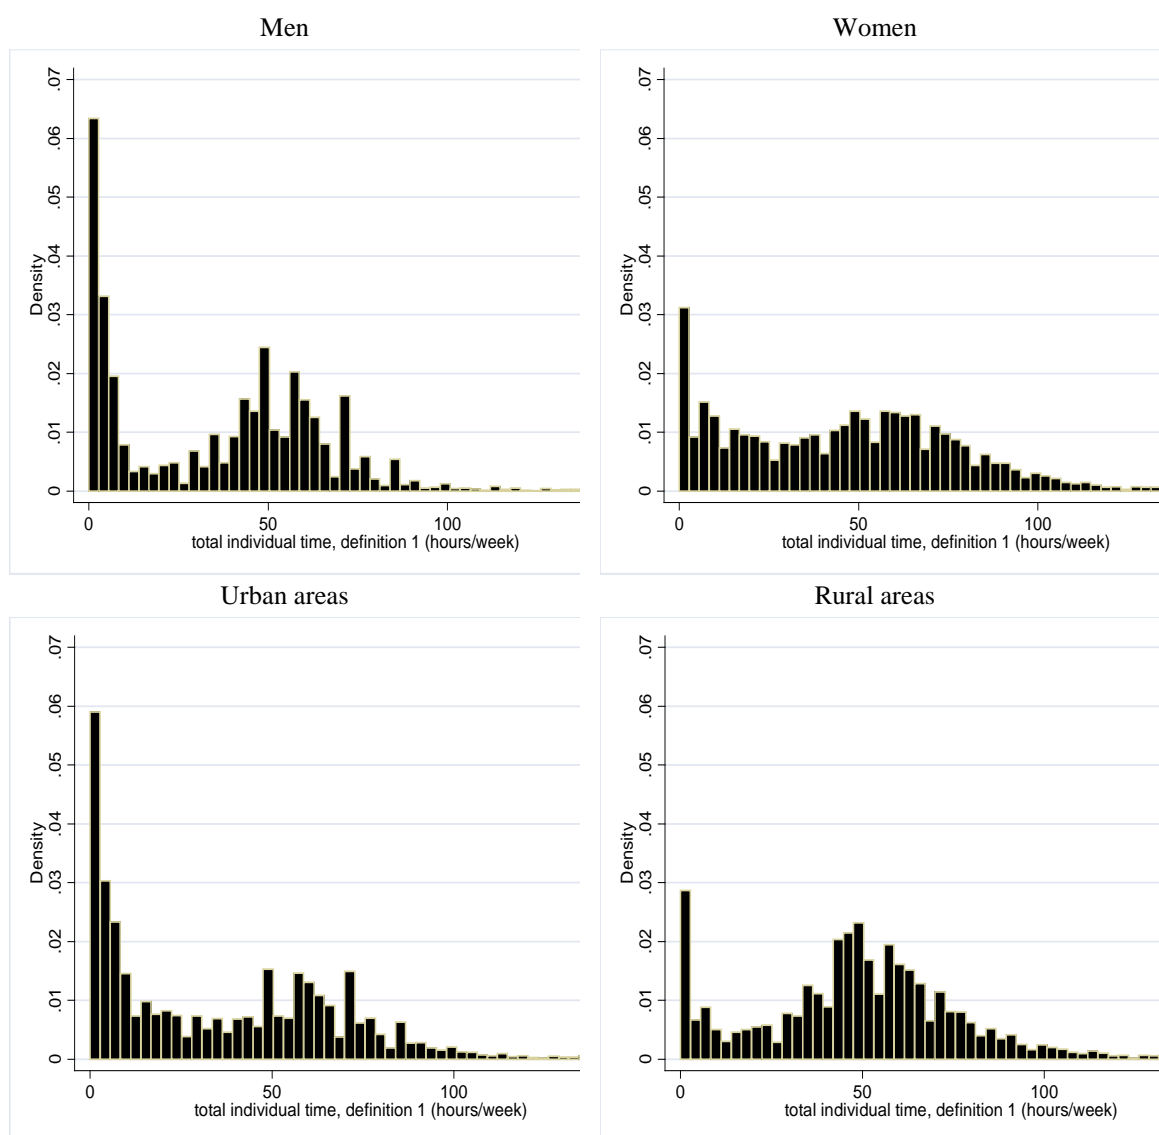 Men
Women
.07
.06
.05
.04
.03
.02
.01
0
Density
0 50 100
total individual time, definition 1 (hours/week)
.07
.06
.05
.04
.03
.02
.01
0
Density
0 50 100
total individual time, definition 1 (hours/week)
Urban areas
Rural areas
.07
.06
.05
.04
.03
.02
.01
0
Density
0 50 100
total individual time, definition 1 (hours/week)
.07
.06
.05
.04
.03
.02
.01
0
Density
0 50 100
total individual time, definition 1 (hours/week)